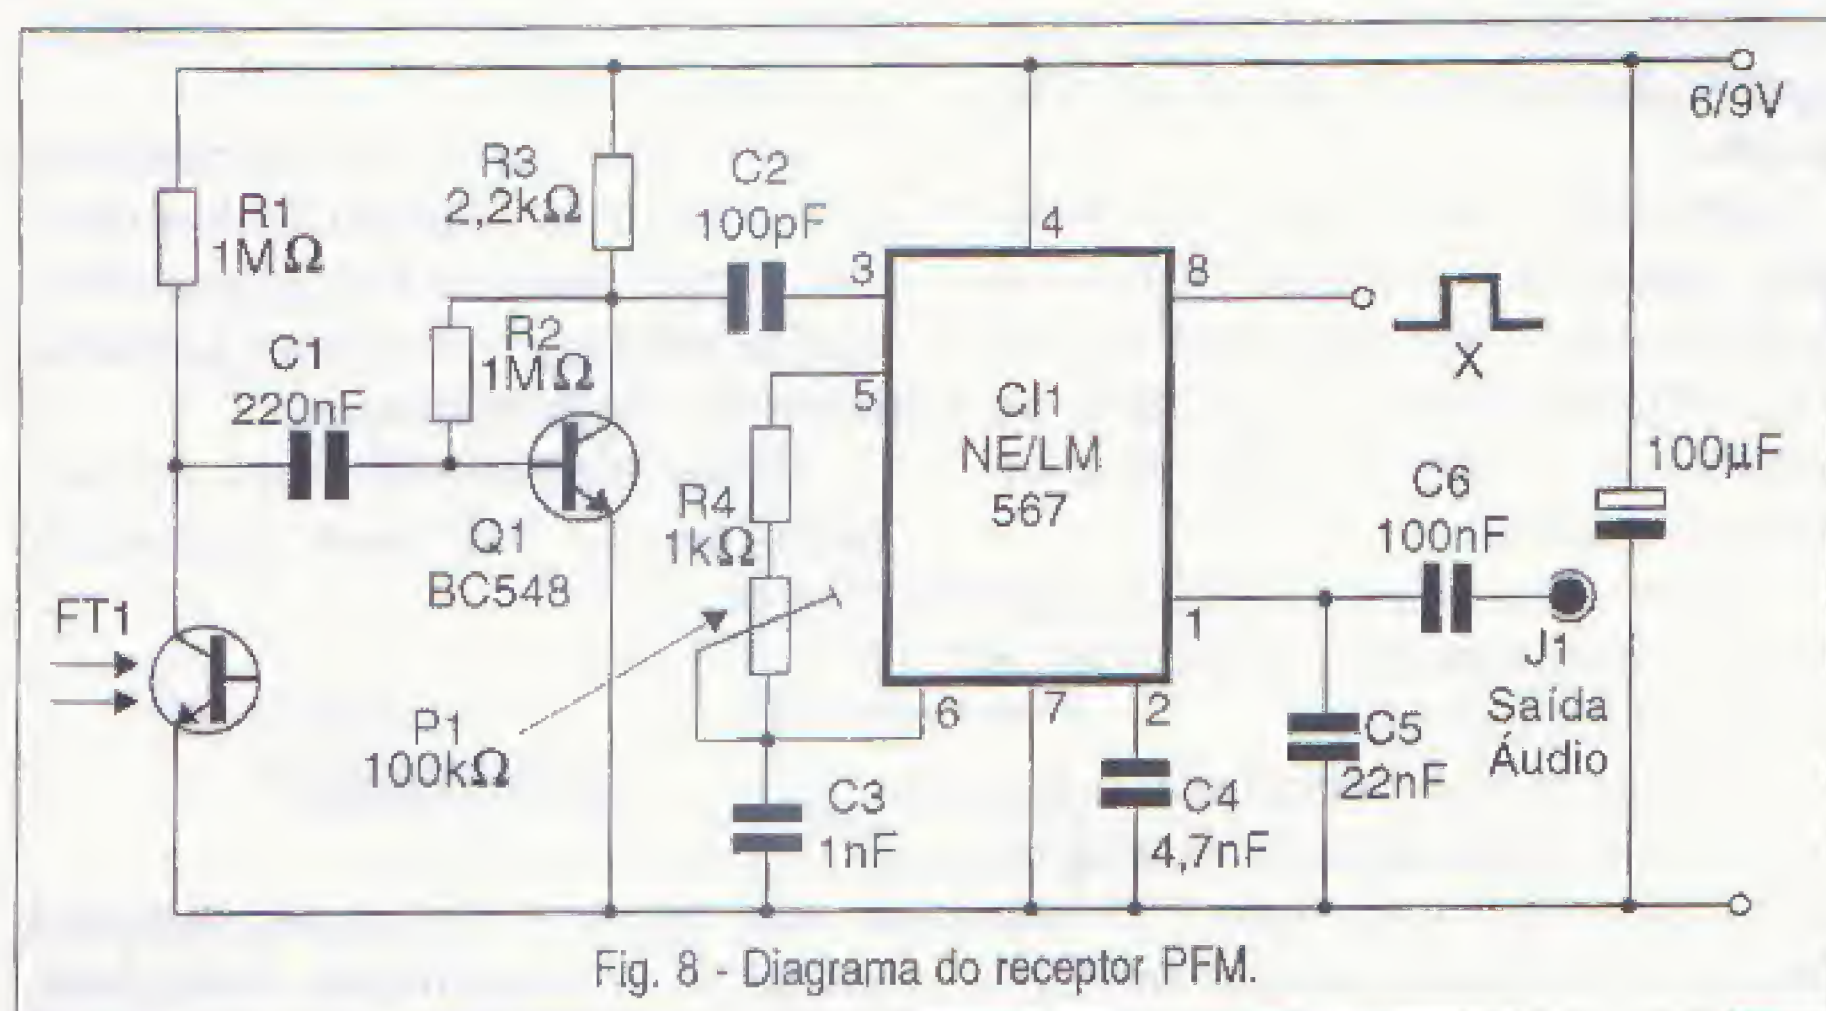 6/9V
R3
2,2kΩ
C2
100pF
R1
1MΩ
4
3
8
C1
220nF
R2
1MΩ
5
CI1
NE/LM
567
X
100µF
C6
100nF
R4
1kΩ
Q1
BC548
FT1
1
J1
Saída
Áudio
P1
100kΩ
6
7
2
C5
22nF
C3
1nF
C4
4,7nF
Fig. 8 - Diagrama do receptor PFM.